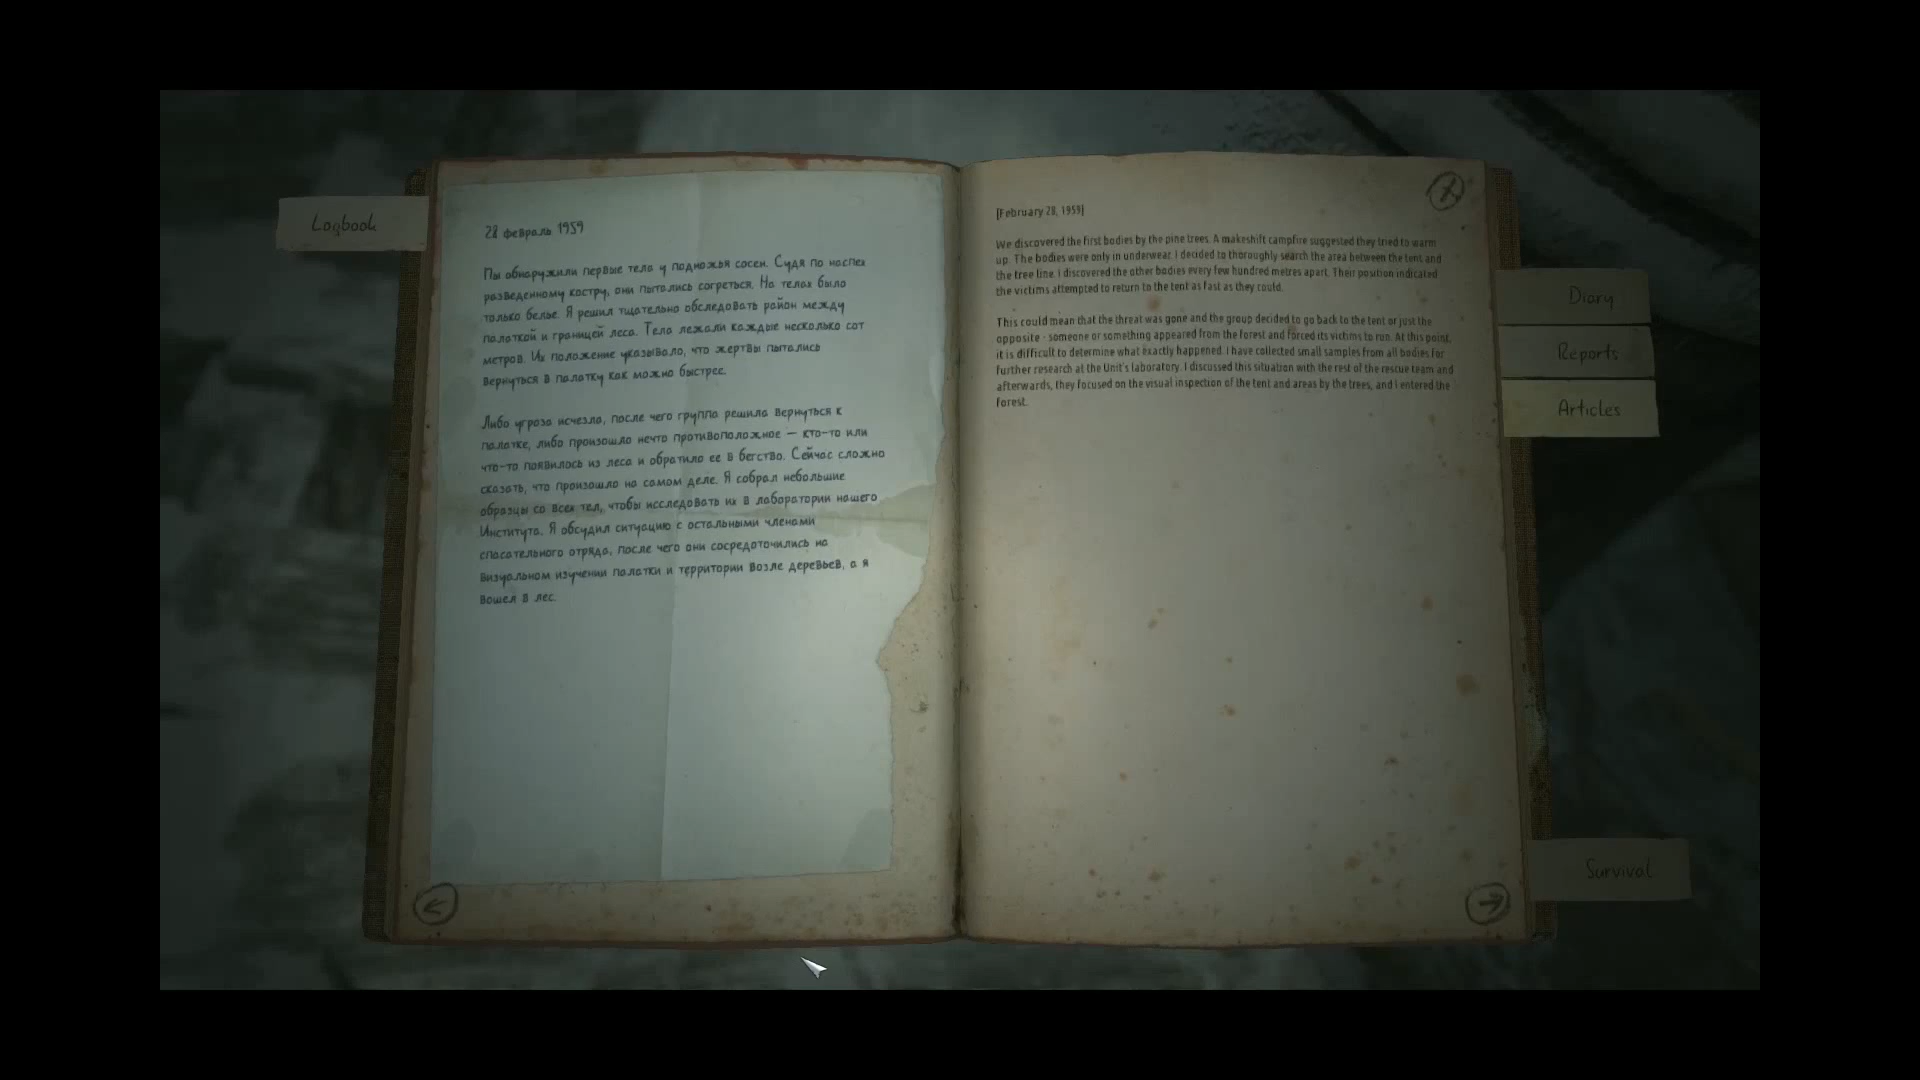 Logbook
28 февраль 1959
Мы обнаружили первые тела у подножья сосен. Судя по наспех
разведенному костру, они пытались согреться. На телах было
только белье. Я решил тщательно обследовать район между
палаткой и границей леса. Тела лежали каждые несколько сот
метров. Их положение указывало, что жертвы пытались
вернуться в палатку как можно быстрее.
Либо угроза исчезла, после чего группа решила вернуться к
палатке, либо произошло нечто противоположное — кто-то или
что-то появилось из леса и обратило ее в бегство. Сейчас сложно
сказать, что произошло на самом деле. Я собрал небольшие
образцы со всех тел, чтобы исследовать их в лаборатории нашего
Института. Я обсудил ситуацию с остальными членами
спасательного отряда, после чего они сосредоточились на
визуальном изучении палатки и территории возле деревьев, а я
вошел в лес.
[February 28, 1959]
We discovered the first bodies by the pine trees. A makeshift campfire suggested they tried to warm
up. The bodies were only in underwear. I decided to thoroughly search the area between the tent and
the tree line. I discovered the other bodies every few hundred metres apart. Their position indicated
the victims attempted to return to the tent as fast as they could.
This could mean that the threat was gone and the group decided to go back to the tent or just the
opposite - someone or something appeared from the forest and forced its victims to run. At this point,
it is difficult to determine what exactly happened. I have collected small samples from all bodies for
further research at the Unit's laboratory. I discussed this situation with the rest of the rescue team and
afterwards, they focused on the visual inspection of the tent and areas by the trees, and I entered the
forest.
Diary
Reports
Articles
Survival